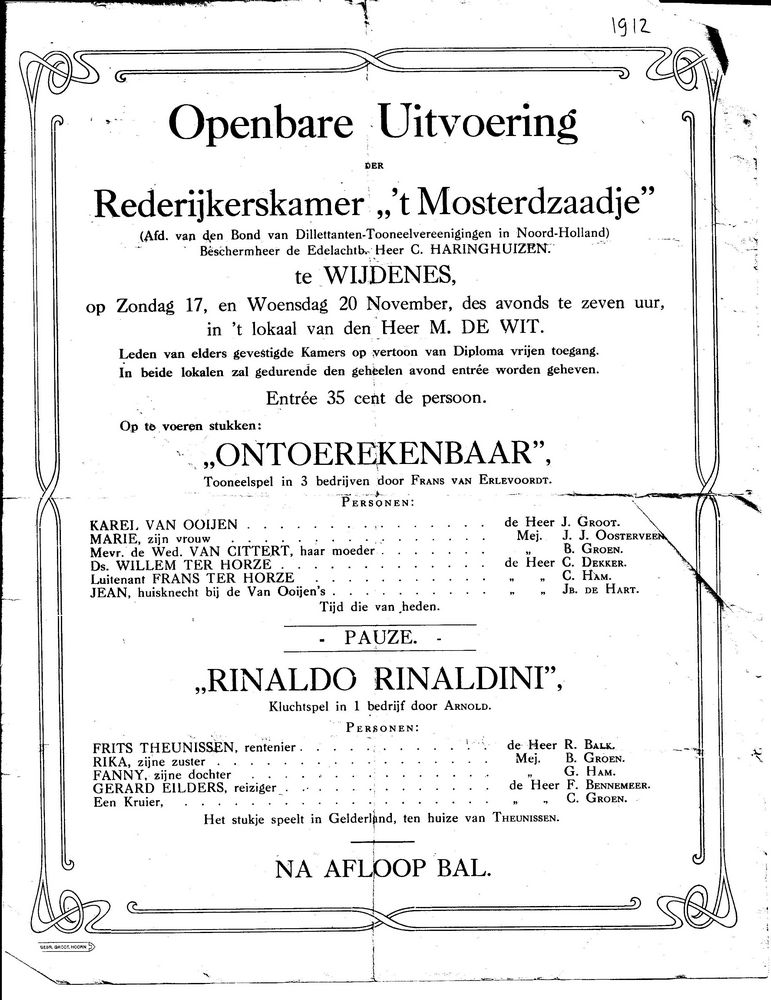 1912
Openbare Uitvoering
DER
Rederijkerskamer „'t Mosterdzaadje”
(Afd. van den Bond van Dillettanten-Tooneelvereenigingen in Noord-Holland)
Beschermheer de Edelachtb. Heer C. HARINGHUIZEN.
te WIJDENES,
op Zondag 17, en Woensdag 20 November, des avonds te zeven uur,
in 't lokaal van den Heer M. DE WIT.
Leden van elders gevestigde Kamers op vertoon van Diploma vrijen toegang.
In beide lokalen zal gedurende den geheelen avond entrée worden geheven.
Entrée 35 cent de persoon.
Op te voeren stukken:
„ONTOEREKENBAAR”,
Tooneelspel in 3 bedrijven door FRANS VAN ERLEVOORDT.
PERSONEN:
KAREL VAN OOIJEN . . . . . . . . . . . . . . . de Heer J. GROOT.
MARIE, zijn vrouw . . . . . . . . . . . . . . . Mej. J. J. OOSTERVEEN
Mevr. de Wed. VAN CITTERT, haar moeder . . . . . . . „ B. GROEN.
Ds. WILLEM TER HORZE . . . . . . . . . . . . . de Heer C. DEKKER.
Luitenant FRANS TER HORZE . . . . . . . . . . . „ „ C. HAM.
JEAN, huisknecht bij de Van Ooijen's . . . . . . . . . . „ „ JB. DE HART.
Tijd die van heden.
- PAUZE. -
„RINALDO RINALDINI”,
Kluchtspel in 1 bedrijf door ARNOLD.
PERSONEN:
FRITS THEUNISSEN, rentenier . . . . . . . . . . . . de Heer R. BALK.
RIKA, zijne zuster . . . . . . . . . . . . . . . . Mej. B. GROEN.
FANNY, zijne dochter . . . . . . . . . . . . . . „ G. HAM.
GERARD EILDERS, reiziger . . . . . . . . . . . . de Heer F. BENNEMEER.
Een Kruier, . . . . . . . . . . . . . . . . . „ „ C. GROEN.
Het stukje speelt in Gelderland, ten huize van THEUNISSEN.
NA AFLOOP BAL.
GEBR. GROOT, HOORN